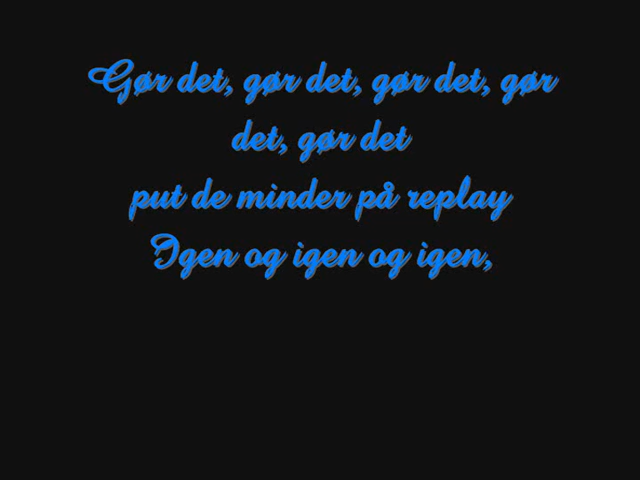 Gør det, gør det, gør det, gør
det, gør det
put de minder på replay
Igen og igen og igen,